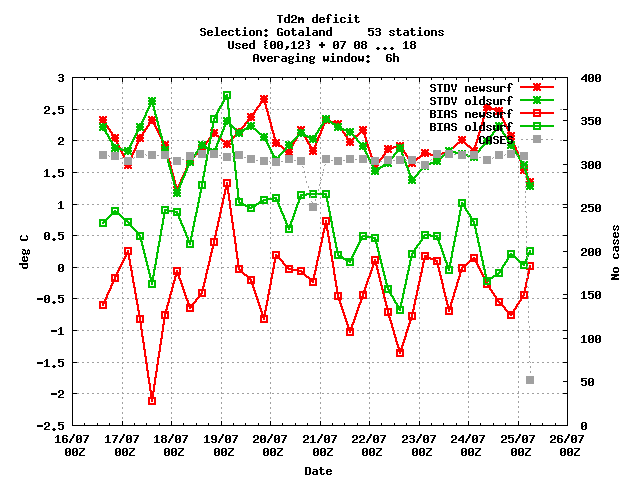 Td2m deficit
Selection: Gotaland     53 stations
Used {00,12} + 07 08 ... 18
Averaging window:  6h
STDV newsurf
STDV oldsurf
BIAS newsurf
BIAS oldsurf
CASES
deg C
3
2.5
2
1.5
1
0.5
0
-0.5
-1
-1.5
-2
-2.5
No cases
400
350
300
250
200
150
100
50
0
16/07 17/07 18/07 19/07 20/07 21/07 22/07 23/07 24/07 25/07 26/07
00Z 00Z 00Z 00Z 00Z 00Z 00Z 00Z 00Z 00Z 00Z
Date